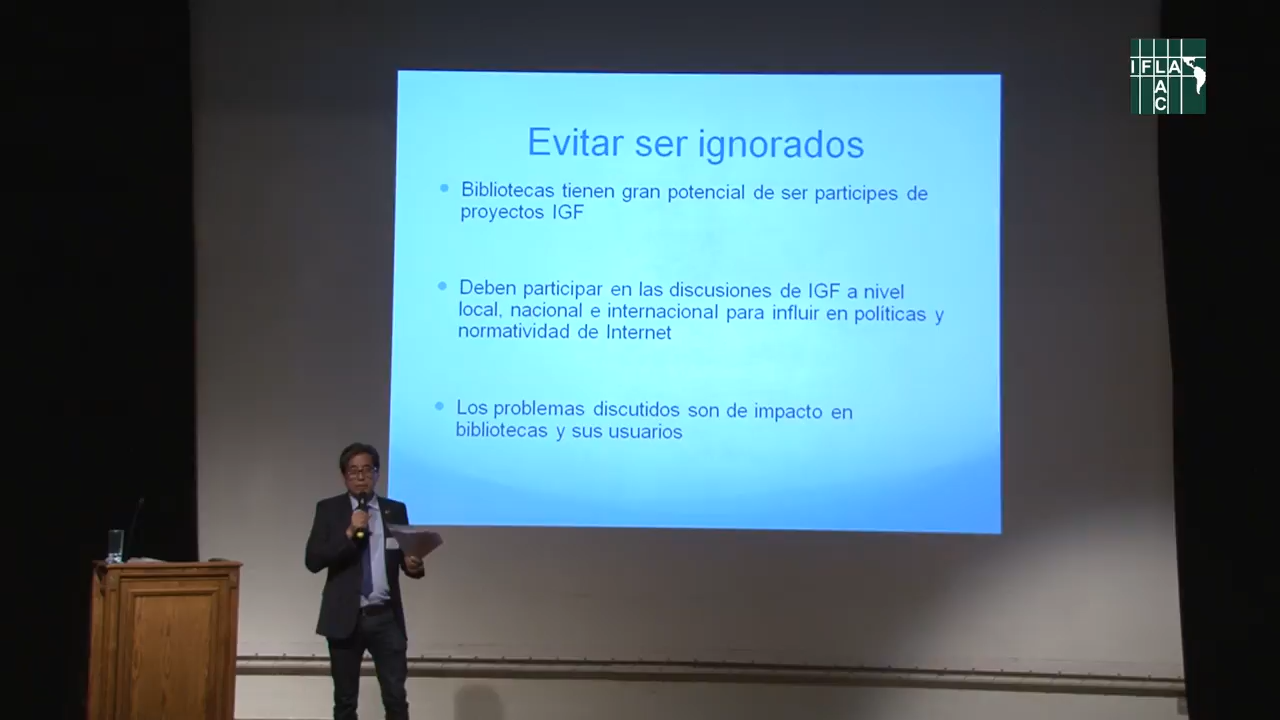 IFLA
LAC
Evitar ser ignorados
Bibliotecas tienen gran potencial de ser participes de
proyectos IGF
Deben participar en las discusiones de IGF a nivel
local, nacional e internacional para influir en politicas y
normatividad de Internet
Los problemas discutidos son de impacto en
bibliotecas y sus usuarios